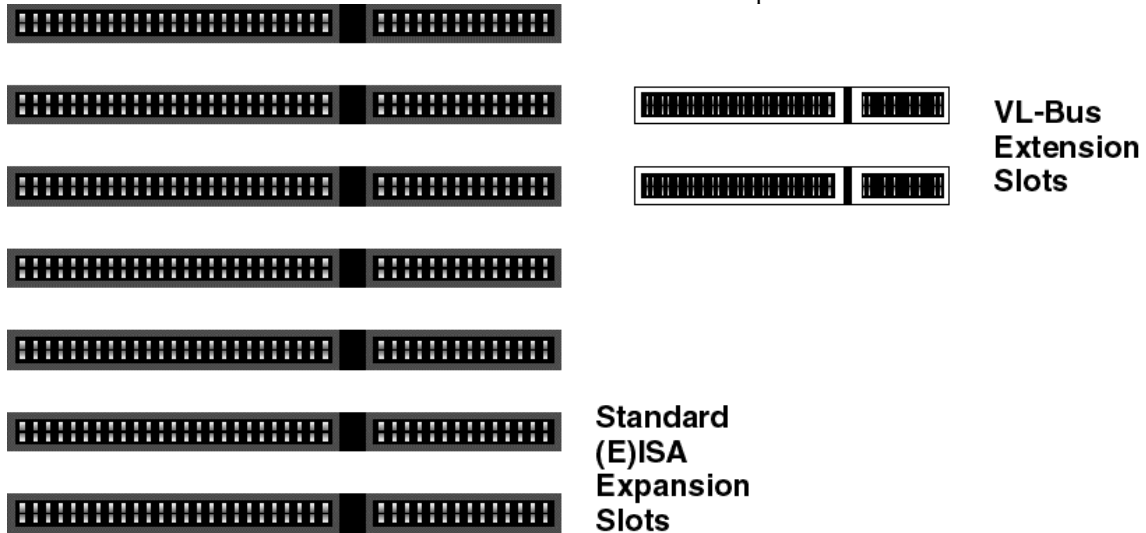 VL-Bus
Extension
Slots
Standard
(E)ISA
Expansion
Slots